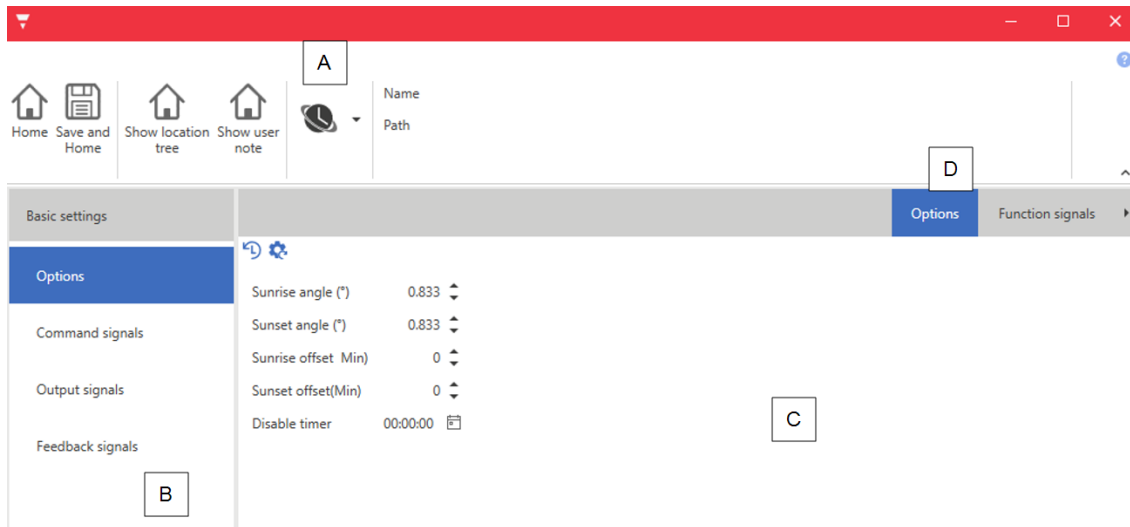 A
?
Home
Save and
Home
Show location
tree
Show user
note
Name
Path
D
Basic settings
Options
Function signals
Options
Command signals
Output signals
Feedback signals
B
Sunrise angle (°) 0.833
Sunset angle (°) 0.833
Sunrise offset  Min) 0
Sunset offset(Min) 0
Disable timer 00:00:00
C